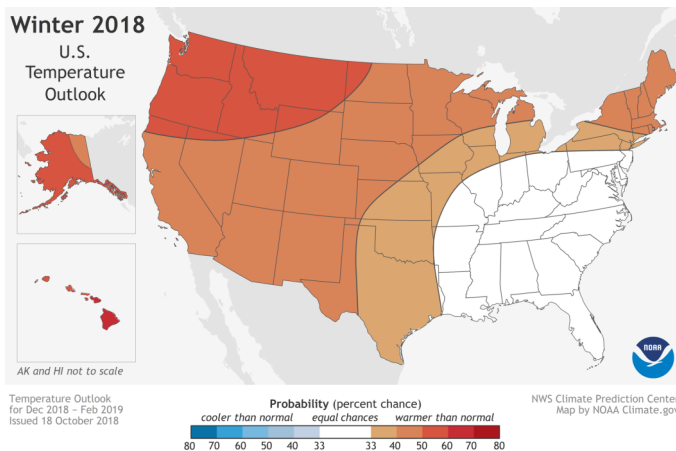 Winter 2018
U.S.
Temperature
Outlook
AK and HI not to scale
NOAA
Temperature Outlook
for Dec 2018 – Feb 2019
Issued 18 October 2018
Probability (percent chance)
cooler than normal equal chances warmer than normal
80 70 60 50 40 33 33 40 50 60 70 80
NWS Climate Prediction Center
Map by NOAA Climate.gov